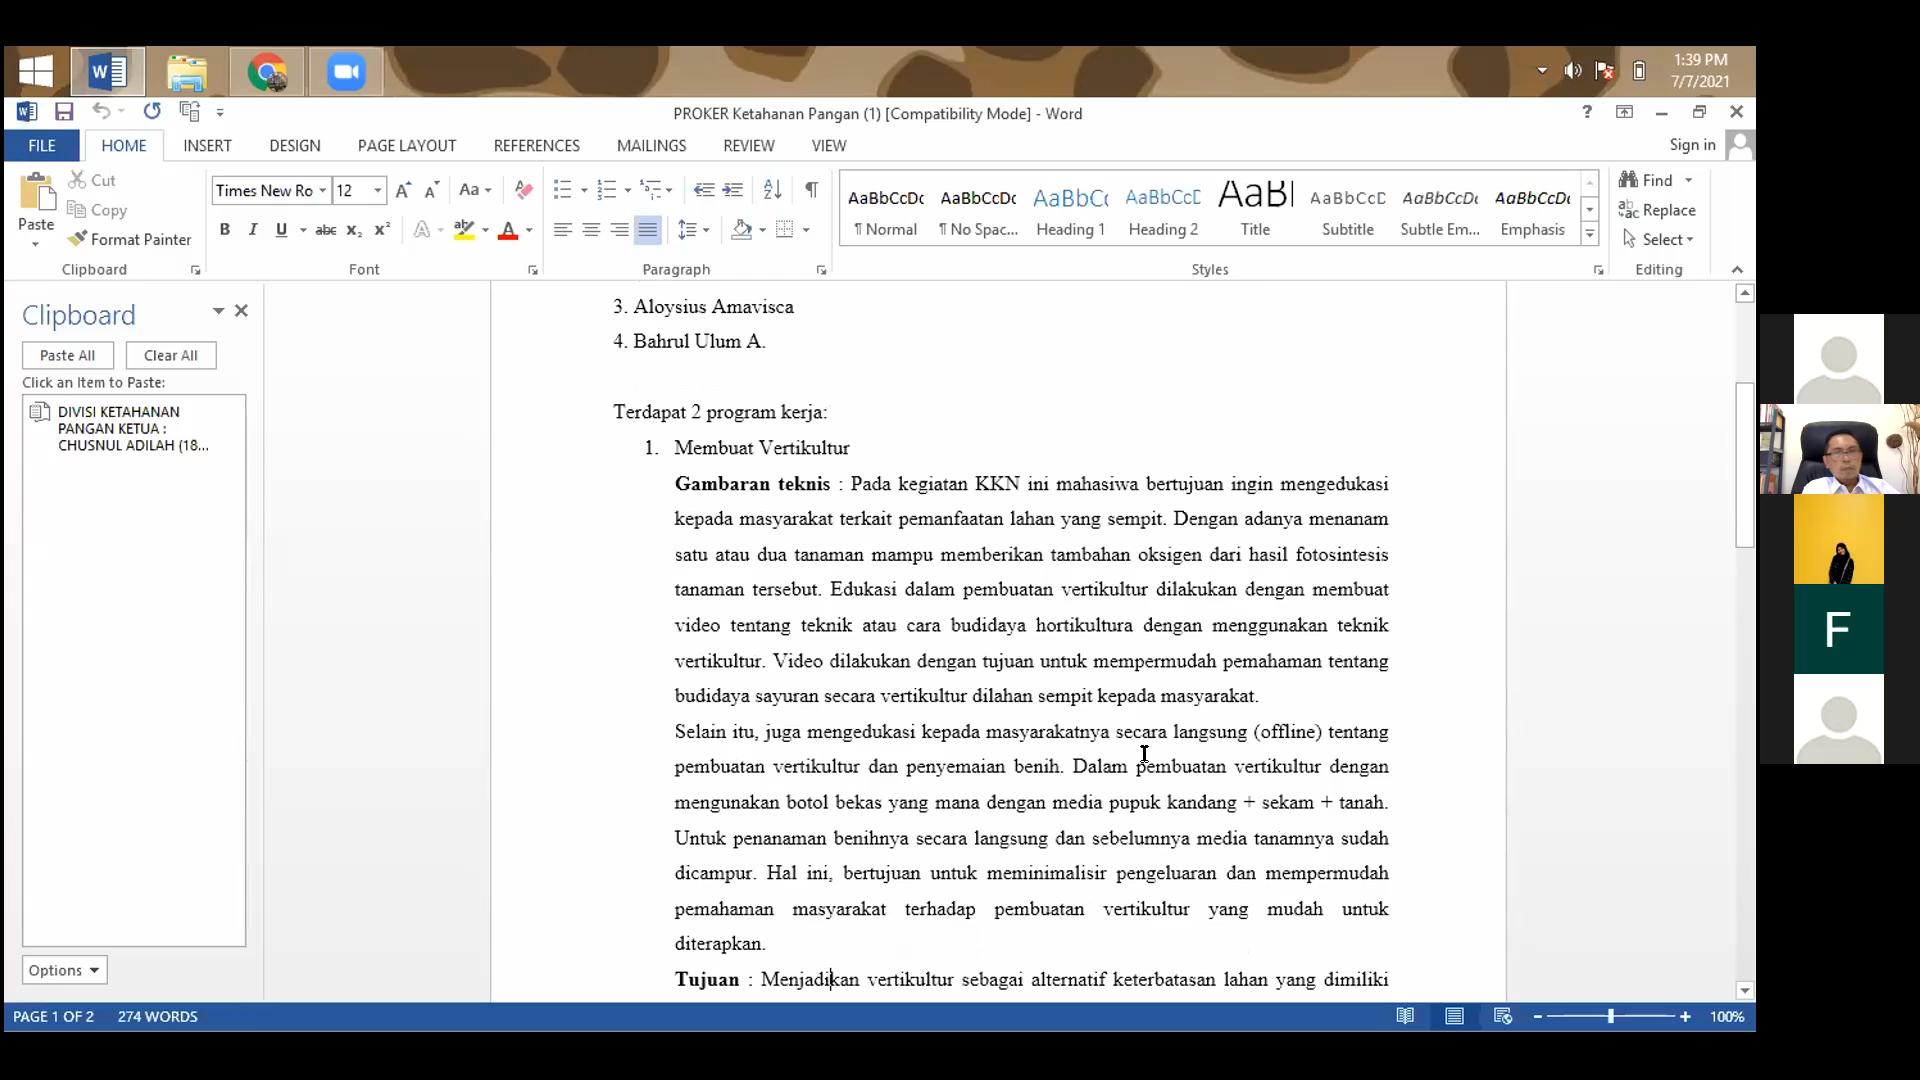 1:39 PM
7/7/2021
PROKER Ketahanan Pangan (1) [Compatibility Mode] - Word
FILE HOME INSERT DESIGN PAGE LAYOUT REFERENCES MAILINGS REVIEW VIEW Sign in
Paste Cut Copy Format Painter
Times New Ro 12
AaBbCcDc AaBbCcDc AaBbCc AaBbCcD AaBl AaBbCcD AaBbCcDc AaBbCcDc
¶ Normal ¶ No Spac... Heading 1 Heading 2 Title Subtitle Subtle Em... Emphasis
Find Replace Select
Clipboard Font Paragraph Styles Editing
Clipboard
Paste All Clear All
Click an Item to Paste:
DIVISI KETAHANAN
PANGAN KETUA :
CHUSNUL ADILAH (18...
Options
3. Aloysius Amavisca
4. Bahrul Ulum A.
Terdapat 2 program kerja:
1. Membuat Vertikultur
Gambaran teknis : Pada kegiatan KKN ini mahasiwa bertujuan ingin mengedukasi
kepada masyarakat terkait pemanfaatan lahan yang sempit. Dengan adanya menanam
satu atau dua tanaman mampu memberikan tambahan oksigen dari hasil fotosintesis
tanaman tersebut. Edukasi dalam pembuatan vertikultur dilakukan dengan membuat
video tentang teknik atau cara budidaya hortikultura dengan menggunakan teknik
vertikultur. Video dilakukan dengan tujuan untuk mempermudah pemahaman tentang
budidaya sayuran secara vertikultur dilahan sempit kepada masyarakat.
Selain itu, juga mengedukasi kepada masyarakatnya secara langsung (offline) tentang
pembuatan vertikultur dan penyemaian benih. Dalam pembuatan vertikultur dengan
mengunakan botol bekas yang mana dengan media pupuk kandang + sekam + tanah.
Untuk penanaman benihnya secara langsung dan sebelumnya media tanamnya sudah
dicampur. Hal ini, bertujuan untuk meminimalisir pengeluaran dan mempermudah
pemahaman masyarakat terhadap pembuatan vertikultur yang mudah untuk
diterapkan.
Tujuan : Menjadikan vertikultur sebagai alternatif keterbatasan lahan yang dimiliki
F
PAGE 1 OF 2 274 WORDS 100%